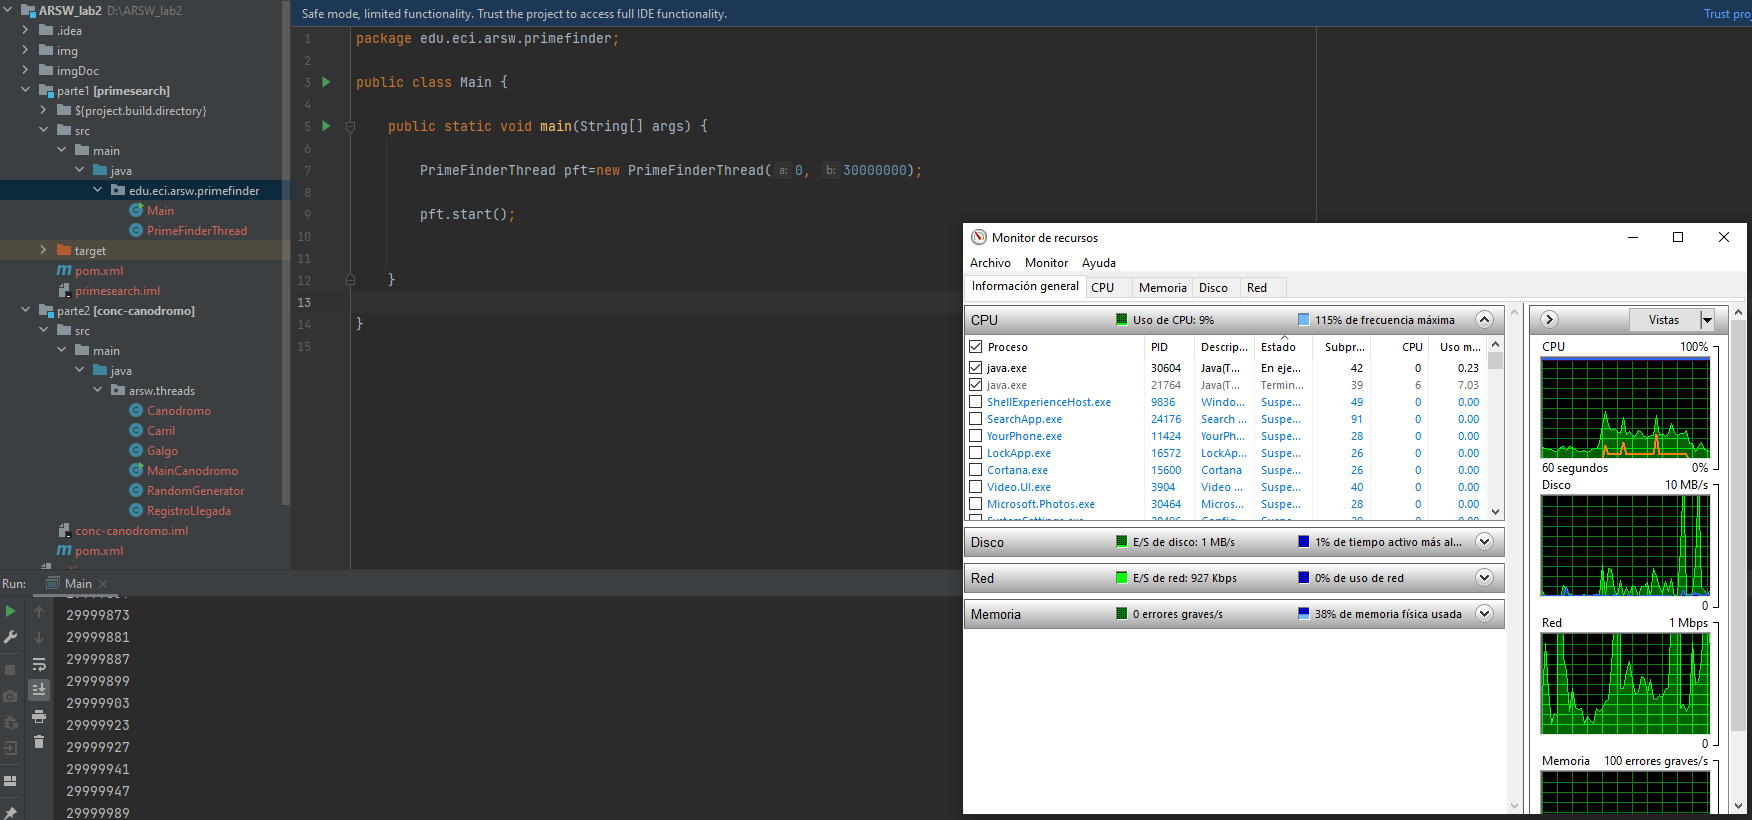 ARSW_lab2 D:\ARSW_lab2
.idea
img
imgDoc
parte1 [primesearch]
${project.build.directory}
src
main
java
edu.eci.arsw.primefinder
Main
PrimeFinderThread
target
pom.xml
primesearch.iml
parte2 [conc-canodromo]
src
main
java
arsw.threads
Canodromo
Carril
Galgo
MainCanodromo
RandomGenerator
RegistroLlegada
conc-canodromo.iml
pom.xml
Safe mode, limited functionality. Trust the project to access full IDE functionality. Trust pro
1 package edu.eci.arsw.primefinder;
2
3 public class Main {
4
5 public static void main(String[] args) {
6
7 PrimeFinderThread pft=new PrimeFinderThread( a: 0, b: 30000000);
8
9 pft.start();
10
11
12 }
13
14 }
15
Run: Main
29999873
29999881
29999887
29999899
29999903
29999923
29999927
29999941
29999947
29999989
Monitor de recursos
Archivo Monitor Ayuda
Información general CPU Memoria Disco Red
CPU Uso de CPU: 9% 115% de frecuencia máxima
Proceso PID Descrip... Estado Subpr... CPU Uso m...
java.exe 30604 Java(T... En eje... 42 0 0.23
java.exe 21764 Java(T... Termin... 39 6 7.03
ShellExperienceHost.exe 9836 Windo... Suspe... 49 0 0.00
SearchApp.exe 24176 Search ... Suspe... 91 0 0.00
YourPhone.exe 11424 YourPh... Suspe... 28 0 0.00
LockApp.exe 16572 LockAp... Suspe... 26 0 0.00
Cortana.exe 15600 Cortana Suspe... 26 0 0.00
Video.UI.exe 3904 Video ... Suspe... 40 0 0.00
Microsoft.Photos.exe 30464 Micros... Suspe... 28 0 0.00
Disco E/S de disco: 1 MB/s 1% de tiempo activo más al...
Red E/S de red: 927 Kbps 0% de uso de red
Memoria 0 errores graves/s 38% de memoria física usada
Vistas
CPU 100%
60 segundos 0%
Disco 10 MB/s
0
Red 1 Mbps
0
Memoria 100 errores graves/s